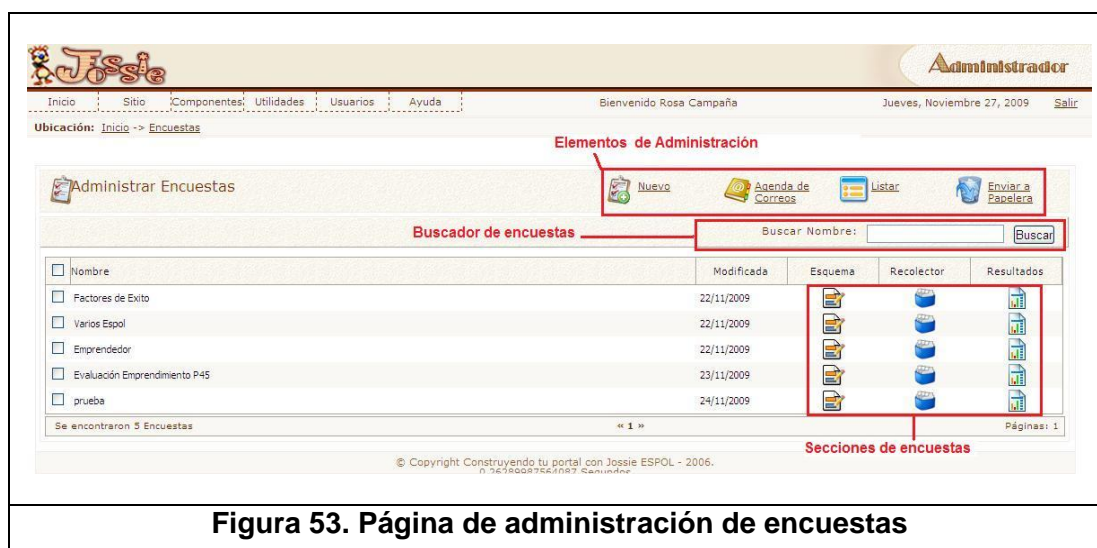 Jossie
Administrador
Inicio Sitio Componentes Utilidades Usuarios Ayuda Bienvenido Rosa Campaña Jueves, Noviembre 27, 2009 Salir
Ubicación: Inicio -> Encuestas
Elementos de Administración
Administrar Encuestas
Nuevo Agenda de Correos Listar Enviar a Papelera
Buscador de encuestas
Buscar Nombre: Buscar
Nombre Modificada Esquema Recolector Resultados
Factores de Exito 22/11/2009
Varios Espol 22/11/2009
Emprendedor 22/11/2009
Evaluación Emprendimiento P45 23/11/2009
prueba 24/11/2009
Se encontraron 5 Encuestas « 1 » Páginas: 1
Secciones de encuestas
© Copyright Construyendo tu portal con Jossie ESPOL - 2006.
0.26289987564087 Segundos
Figura 53. Página de administración de encuestas